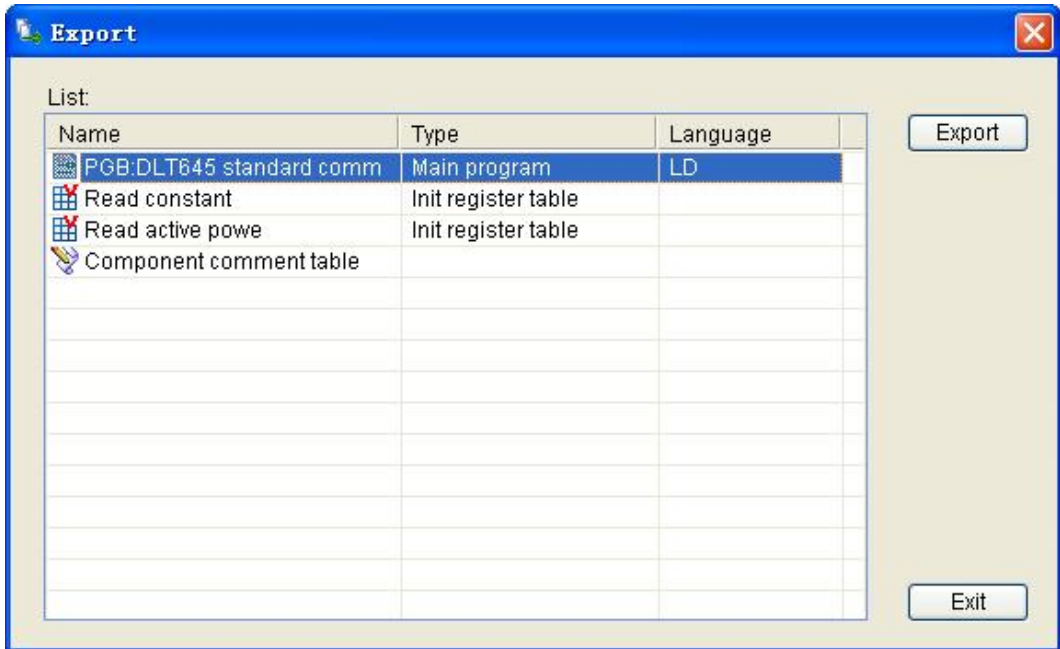 Export
List:
Name Type Language
Export
PGB:DLT645 standard comm Main program LD
Read constant Init register table
Read active powe Init register table
Component comment table
Exit